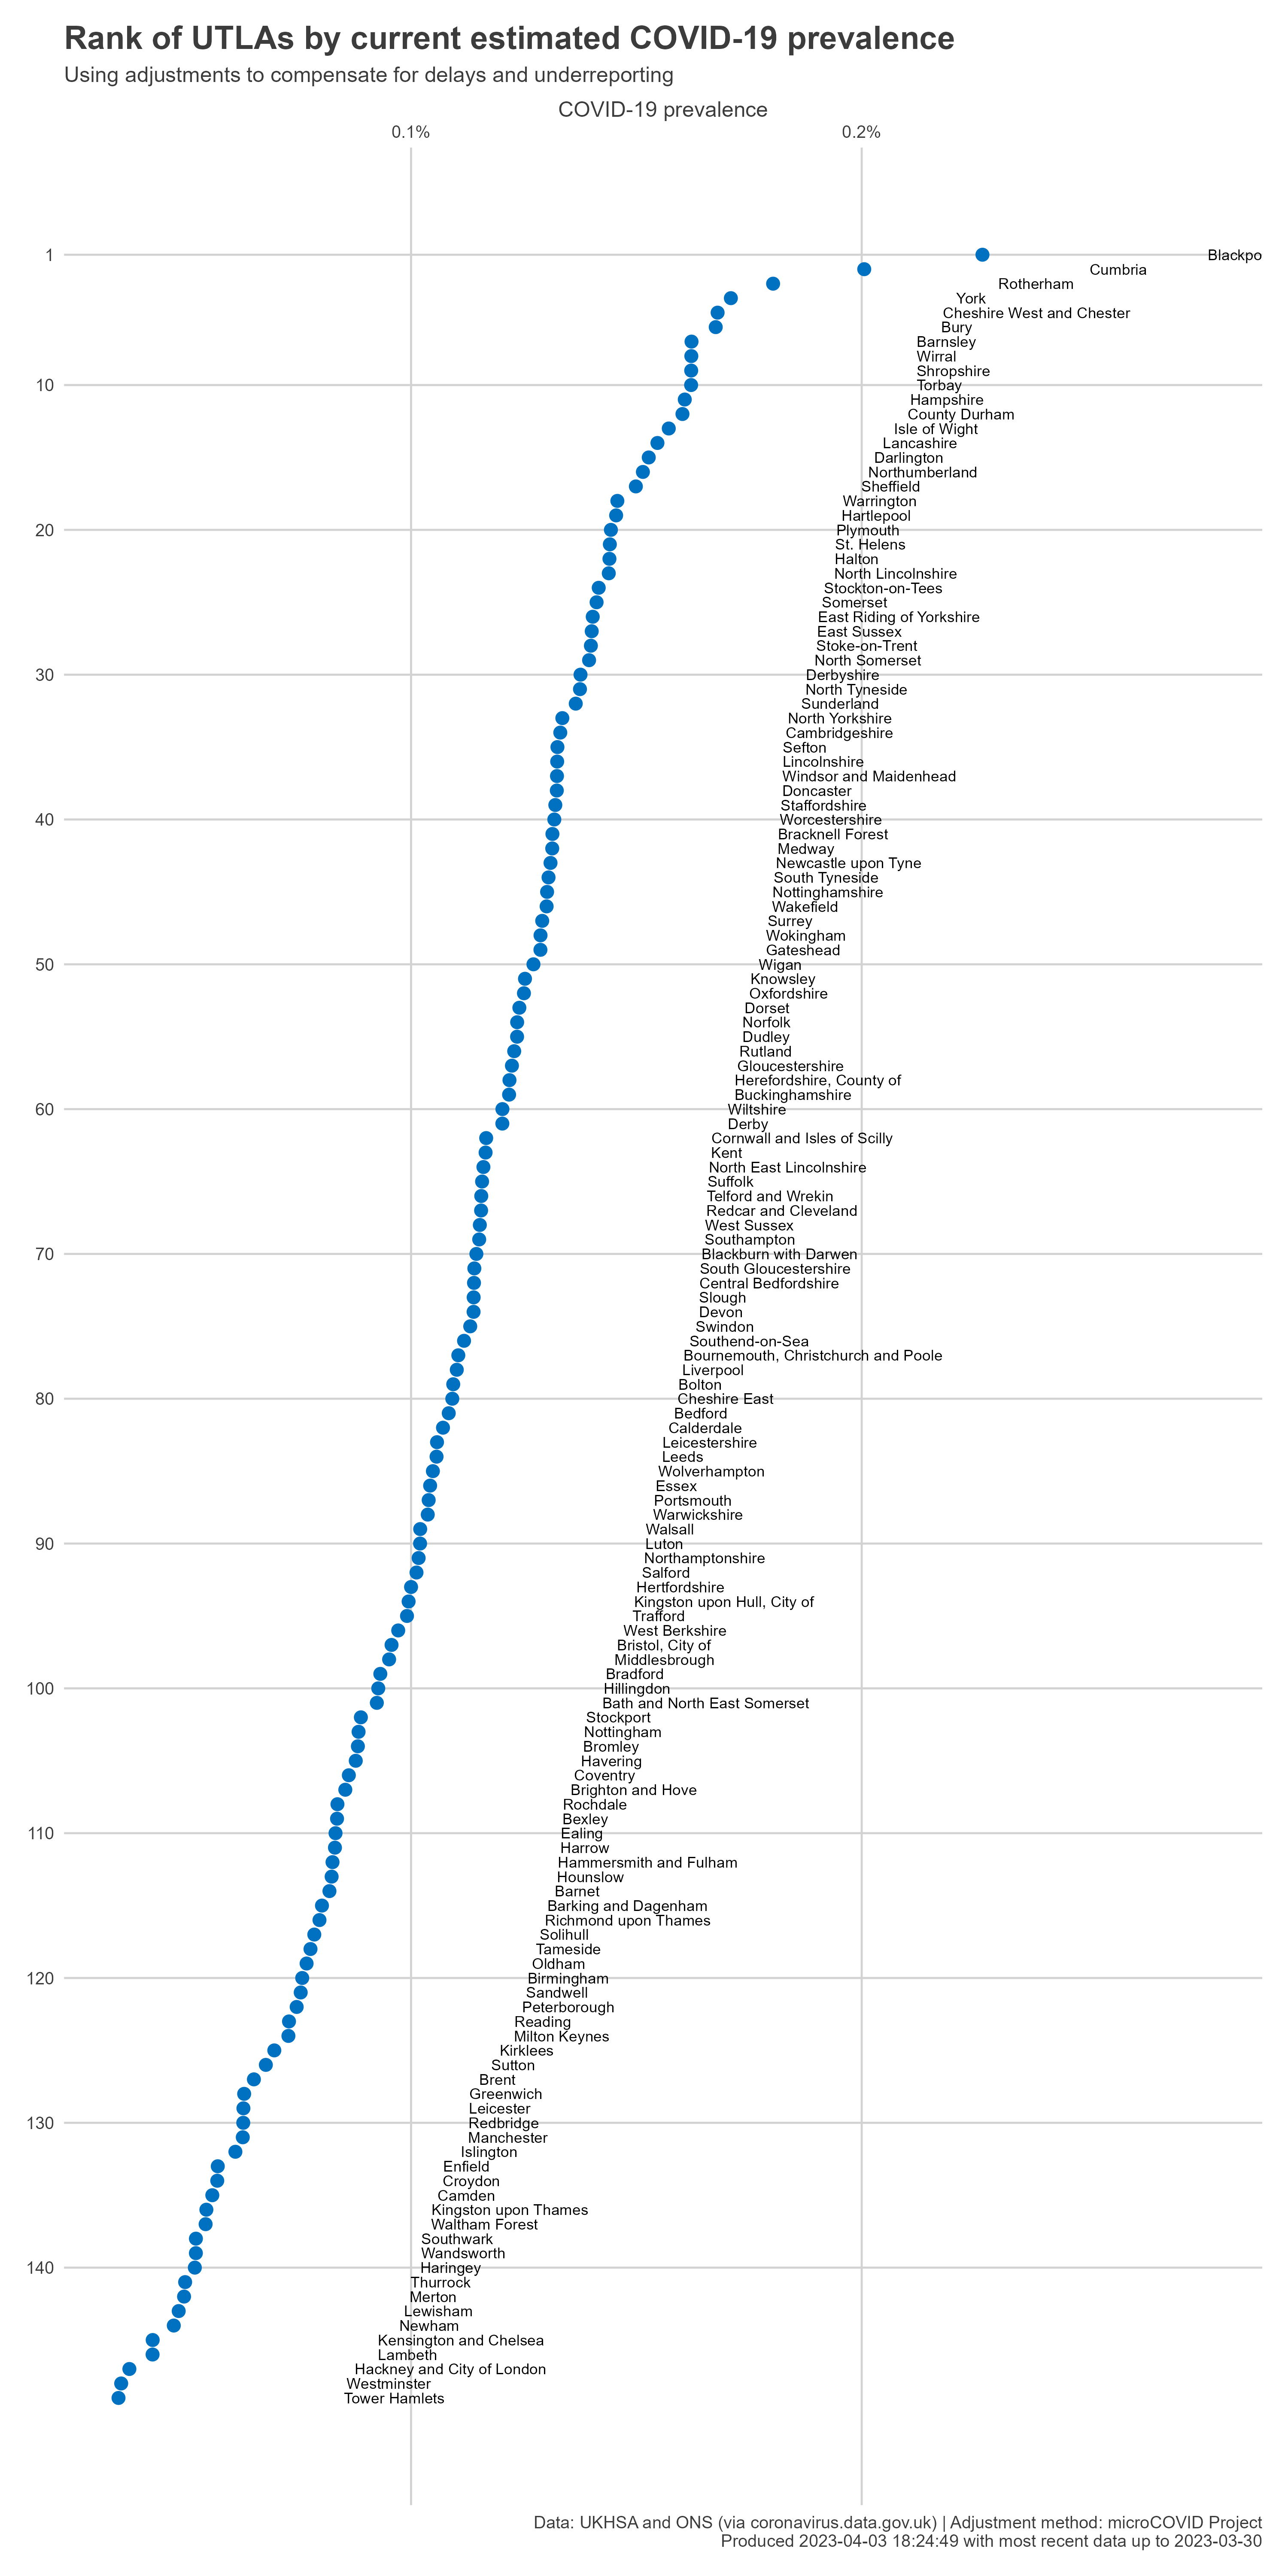 Rank of UTLAs by current estimated COVID-19 prevalence
Using adjustments to compensate for delays and underreporting
COVID-19 prevalence
0.1% 0.2%
1 Blackpo
Cumbria
Rotherham
York
Cheshire West and Chester
Bury
Barnsley
Wirral
Shropshire
10 Torbay
Hampshire
County Durham
Isle of Wight
Lancashire
Darlington
Northumberland
Sheffield
Warrington
Hartlepool
20 Plymouth
St. Helens
Halton
North Lincolnshire
Stockton-on-Tees
Somerset
East Riding of Yorkshire
East Sussex
Stoke-on-Trent
North Somerset
30 Derbyshire
North Tyneside
Sunderland
North Yorkshire
Cambridgeshire
Sefton
Lincolnshire
Windsor and Maidenhead
Doncaster
Staffordshire
40 Worcestershire
Bracknell Forest
Medway
Newcastle upon Tyne
South Tyneside
Nottinghamshire
Wakefield
Surrey
Wokingham
Gateshead
50 Wigan
Knowsley
Oxfordshire
Dorset
Norfolk
Dudley
Rutland
Gloucestershire
Herefordshire, County of
Buckinghamshire
60 Wiltshire
Derby
Cornwall and Isles of Scilly
Kent
North East Lincolnshire
Suffolk
Telford and Wrekin
Redcar and Cleveland
West Sussex
Southampton
70 Blackburn with Darwen
South Gloucestershire
Central Bedfordshire
Slough
Devon
Swindon
Southend-on-Sea
Bournemouth, Christchurch and Poole
Liverpool
Bolton
80 Cheshire East
Bedford
Calderdale
Leicestershire
Leeds
Wolverhampton
Essex
Portsmouth
Warwickshire
Walsall
90 Luton
Northamptonshire
Salford
Hertfordshire
Kingston upon Hull, City of
Trafford
West Berkshire
Bristol, City of
Middlesbrough
Bradford
100 Hillingdon
Bath and North East Somerset
Stockport
Nottingham
Bromley
Havering
Coventry
Brighton and Hove
Rochdale
Bexley
110 Ealing
Harrow
Hammersmith and Fulham
Hounslow
Barnet
Barking and Dagenham
Richmond upon Thames
Solihull
Tameside
Oldham
120 Birmingham
Sandwell
Peterborough
Reading
Milton Keynes
Kirklees
Sutton
Brent
Greenwich
Leicester
130 Redbridge
Manchester
Islington
Enfield
Croydon
Camden
Kingston upon Thames
Waltham Forest
Southwark
Wandsworth
140 Haringey
Thurrock
Merton
Lewisham
Newham
Kensington and Chelsea
Lambeth
Hackney and City of London
Westminster
Tower Hamlets
Data: UKHSA and ONS (via coronavirus.data.gov.uk) | Adjustment method: microCOVID Project
Produced 2023-04-03 18:24:49 with most recent data up to 2023-03-30